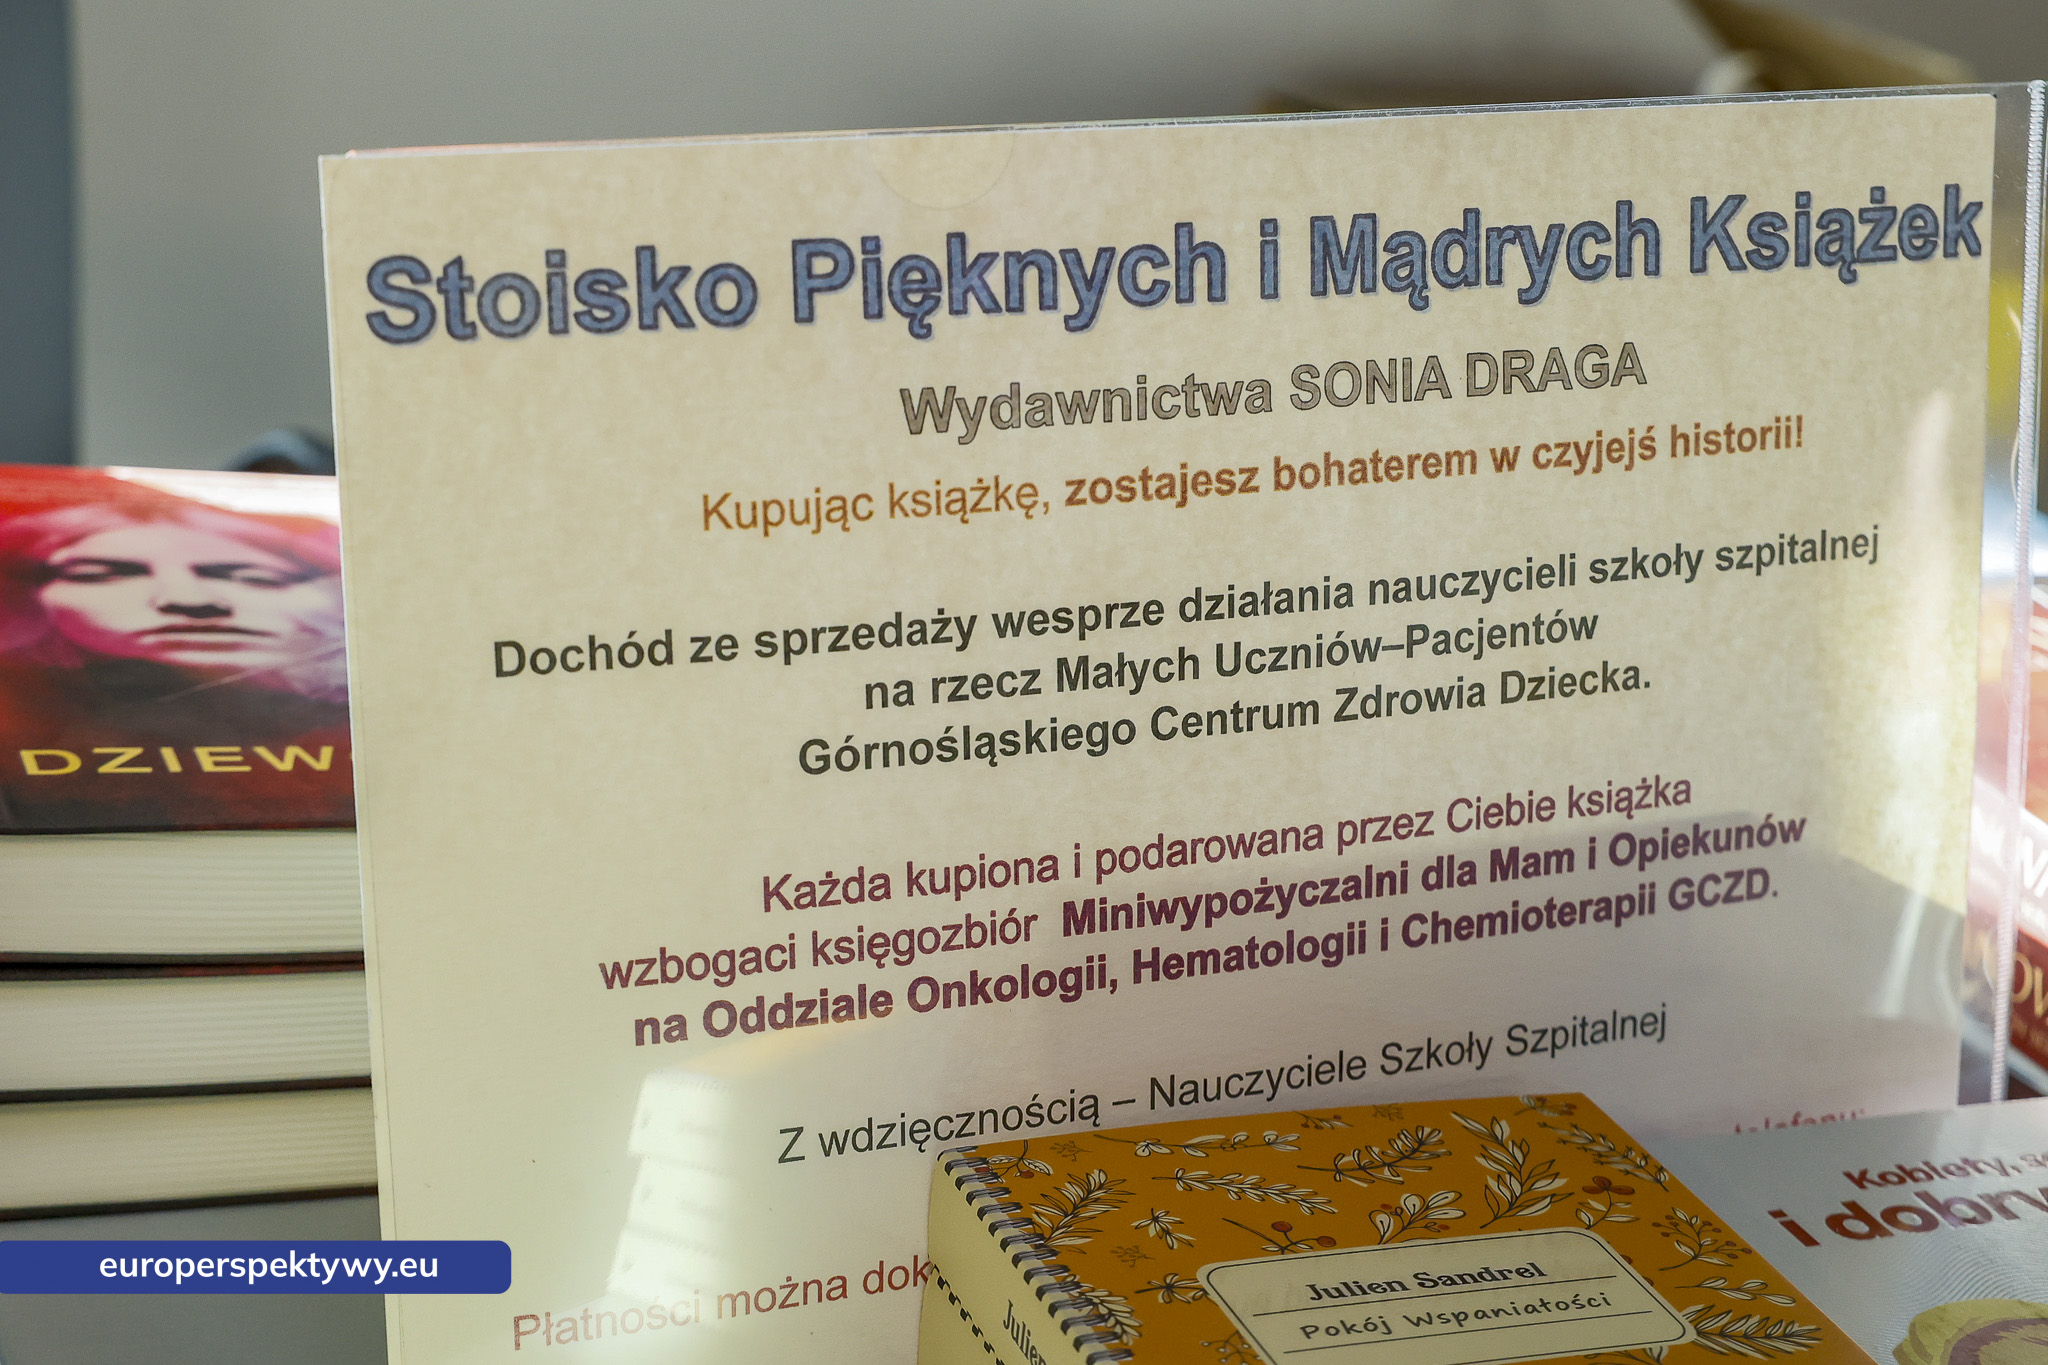 Stoisko Pięknych i Mądrych Książek
Wydawnictwa SONIA DRAGA
Kupując książkę, zostajesz bohaterem w czyjejś historii!
Dochód ze sprzedaży wesprze działania nauczycieli szkoły szpitalnej
na rzecz Małych Uczniów–Pacjentów
Górnośląskiego Centrum Zdrowia Dziecka.
Każda kupiona i podarowana przez Ciebie książka
wzbogaci księgozbiór Miniwypożyczalni dla Mam i Opiekunów
na Oddziale Onkologii, Hematologii i Chemioterapii GCZD.
Z wdzięcznością – Nauczyciele Szkoły Szpitalnej
Płatności można dok
DZIEW
Julien Sandrel
Pokój Wspaniałości
Julien
Kobiety,
i dobry
europerspektywy.eu